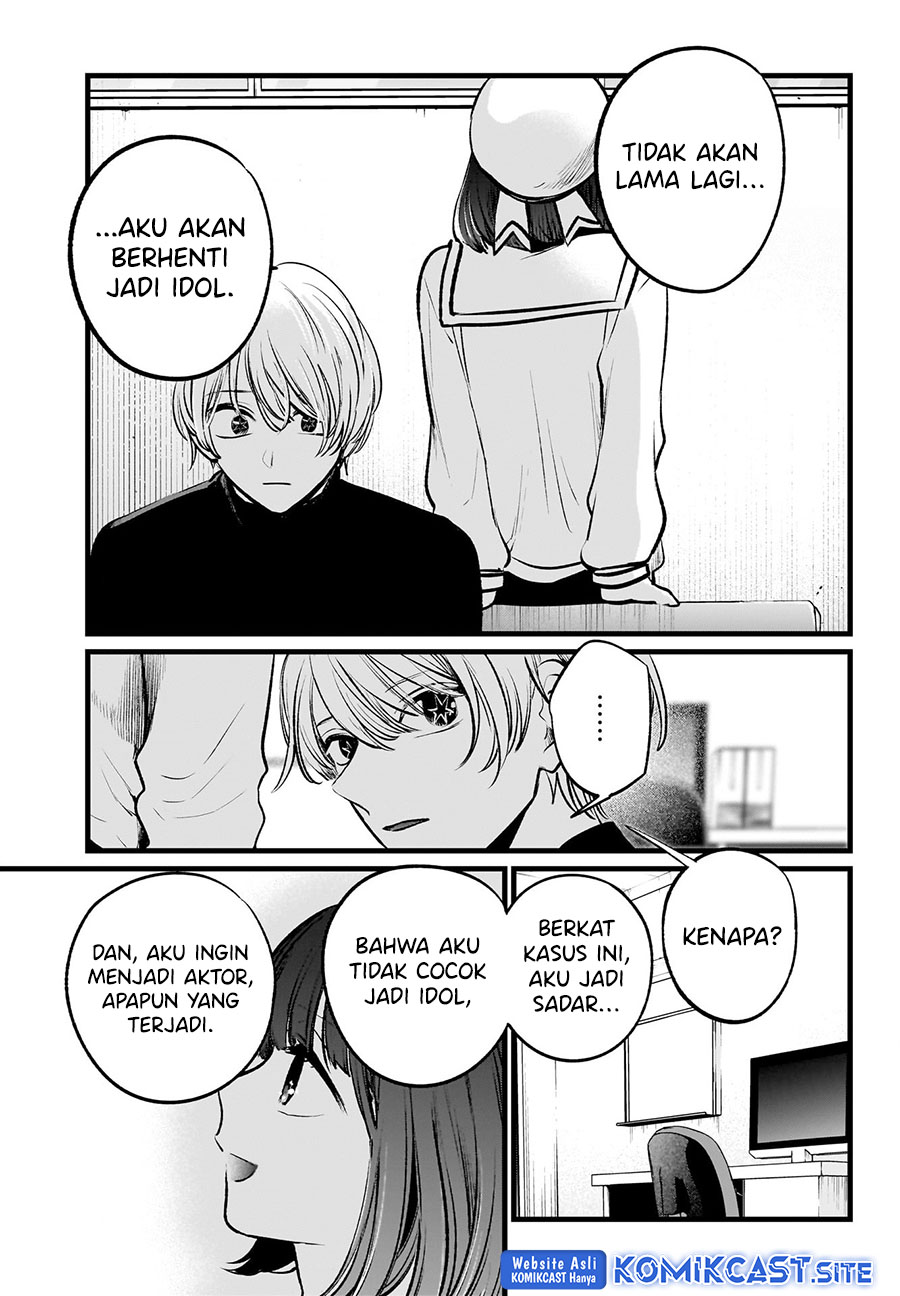 TIDAK AKAN
LAMA LAGI...
...AKU AKAN
BERHENTI
JADI IDOL.
......
KENAPA?
BERKAT
KASUS INI,
AKU JADI
SADAR...
BAHWA AKU
TIDAK COCOK
JADI IDOL,
DAN, AKU INGIN
MENJADI AKTOR,
APAPUN YANG
TERJADI.
Website Asli
KOMIKCAST Hanya
KOMIKCAST.SITE